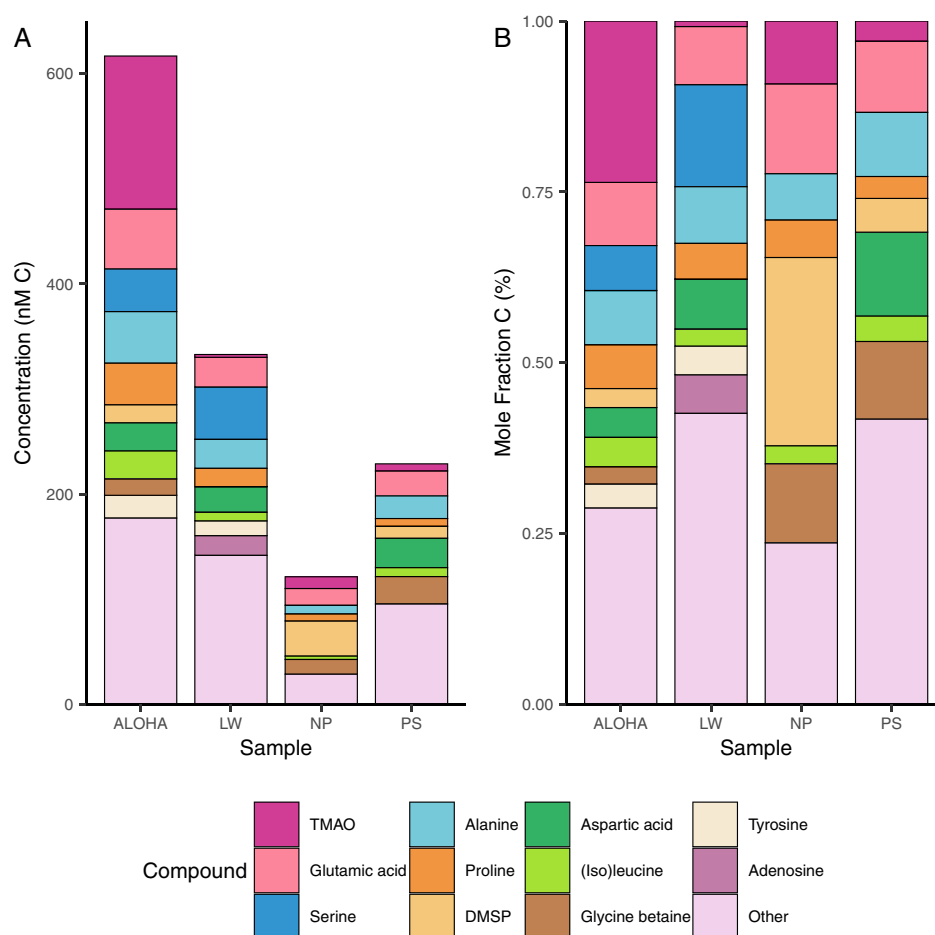 A
Concentration (nM C)
600
400
200
0
ALOHA LW NP PS
Sample
B
Mole Fraction C (%)
1.00
0.75
0.50
0.25
0.00
ALOHA LW NP PS
Sample
Compound
TMAO Alanine Aspartic acid Tyrosine
Glutamic acid Proline (Iso)leucine Adenosine
Serine DMSP Glycine betaine Other